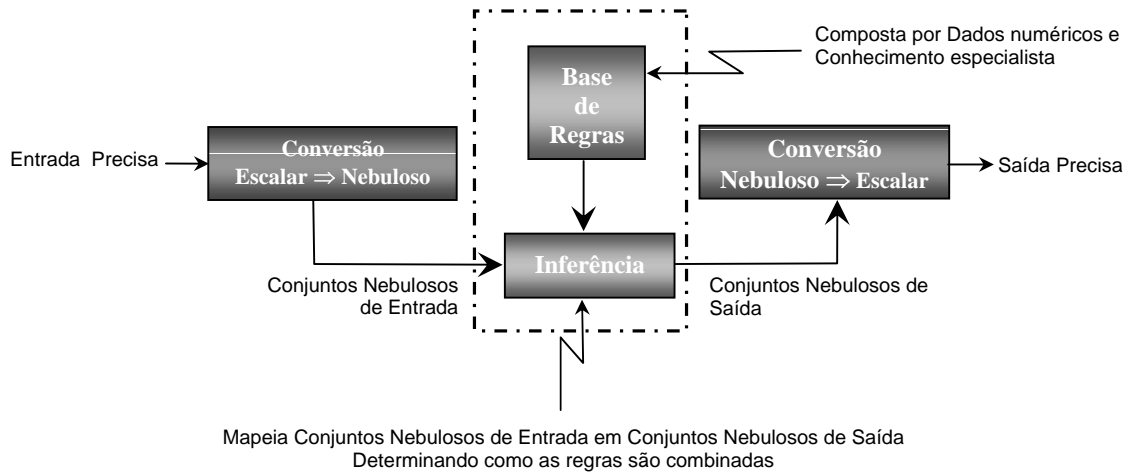 Composta por Dados numéricos e
Conhecimento especialista
Base
de
Regras
Entrada Precisa
Conversão
Escalar ⇒ Nebuloso
Conversão
Nebuloso ⇒ Escalar
Saída Precisa
Inferência
Conjuntos Nebulosos
de Entrada
Conjuntos Nebulosos de
Saída
Mapeia Conjuntos Nebulosos de Entrada em Conjuntos Nebulosos de Saída
Determinando como as regras são combinadas